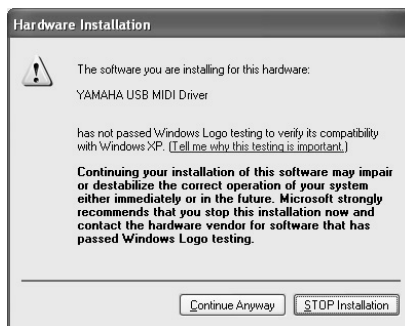 Hardware Installation
The software you are installing for this hardware:
YAMAHA USB MIDI Driver
has not passed Windows Logo testing to verify its compatibility
with Windows XP. (Tell me why this testing is important.)
Continuing your installation of this software may impair
or destabilize the correct operation of your system
either immediately or in the future. Microsoft strongly
recommends that you stop this installation now and
contact the hardware vendor for software that has
passed Windows Logo testing.
Continue Anyway
STOP Installation